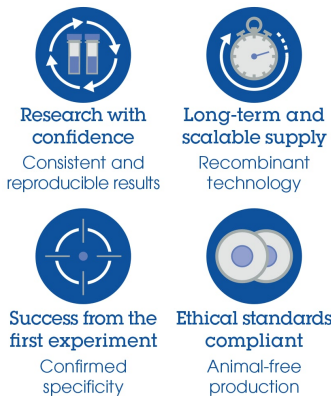 Research with
confidence
Consistent and
reproducible results
Long-term and
scalable supply
Recombinant
technology
Success from the
first experiment
Confirmed
specificity
Ethical standards
compliant
Animal-free
production